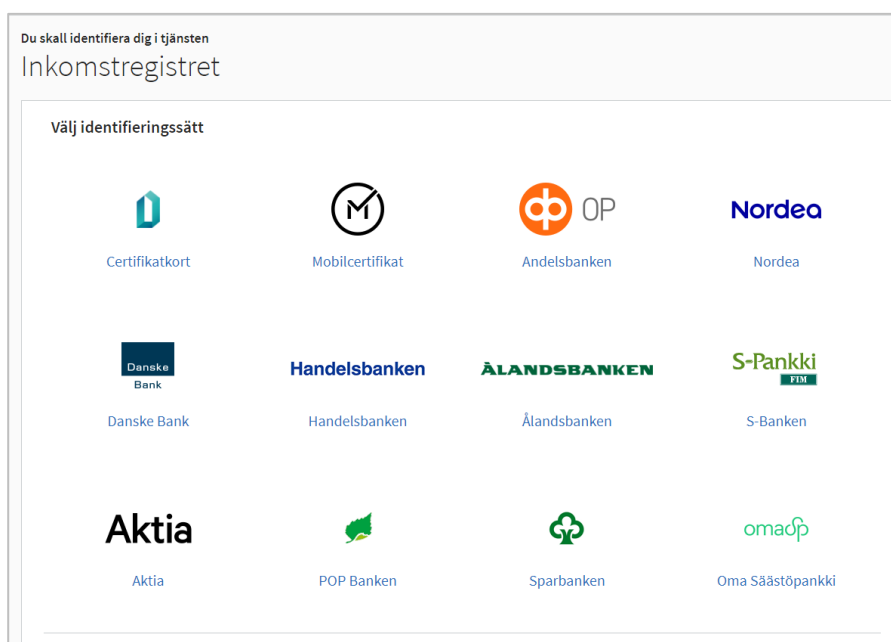 Du skall identifiera dig i tjänsten
Inkomstregistret
Välj identifieringssätt
OP
Nordea
Certifikatkort
Mobilcertifikat
Andelsbanken
Nordea
Danske
Bank
Handelsbanken
ÅLANDSBANKEN
S-Pankki
FIM
Danske Bank
Handelsbanken
Ålandsbanken
S-Banken
Aktia
omasp
Aktia
POP Banken
Sparbanken
Oma Säästöpankki